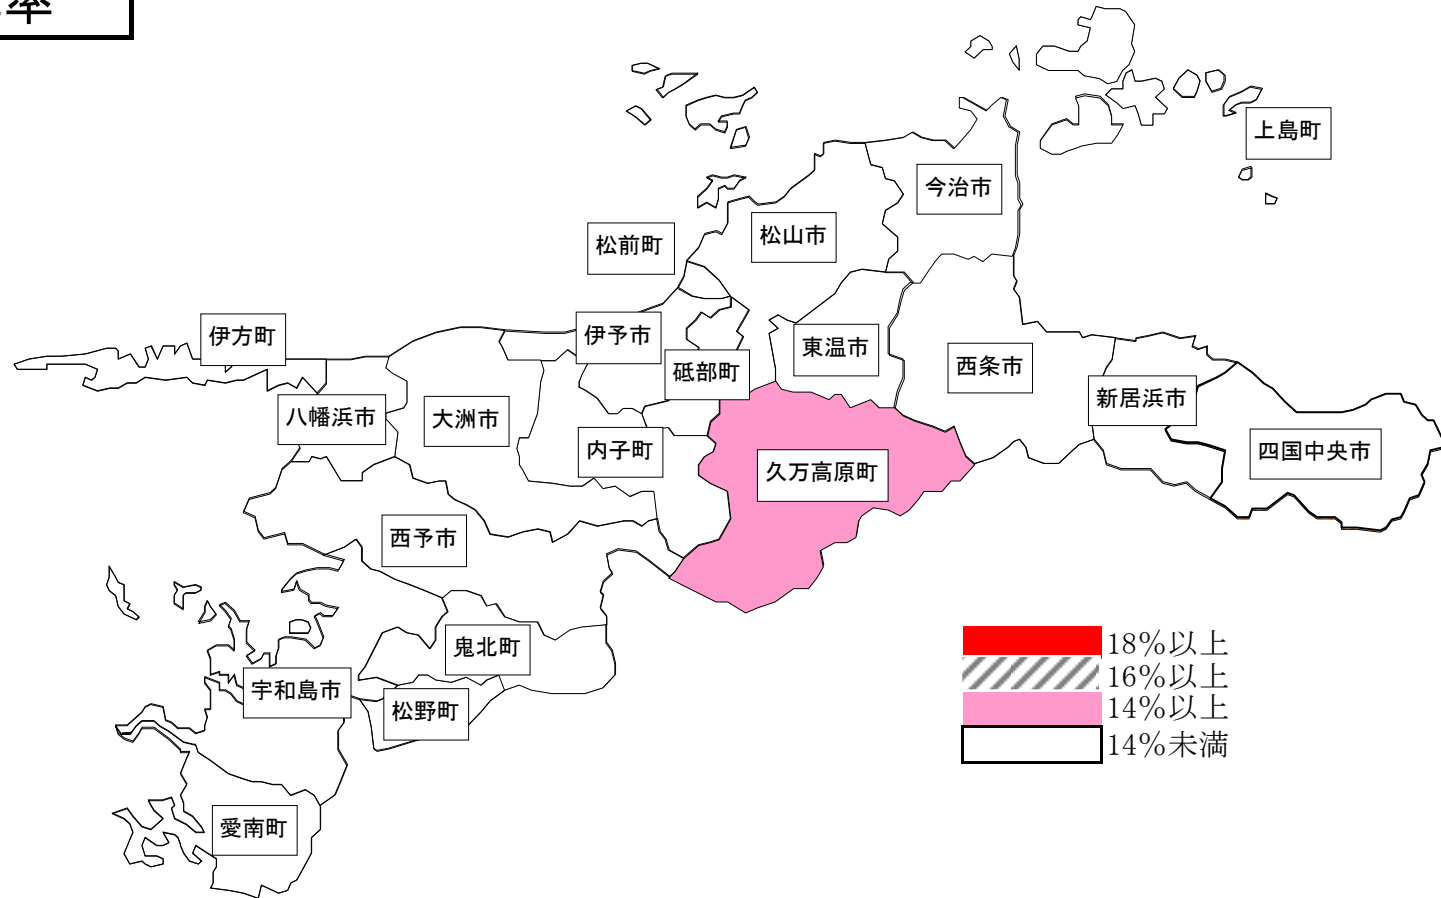 率
上島町
今治市
松山市
松前町
伊方町
伊予市
東温市
砥部町
西条市
新居浜市
八幡浜市
大洲市
内子町
四国中央市
久万高原町
西予市
鬼北町
宇和島市
松野町
愛南町
18%以上
16%以上
14%以上
14%未満